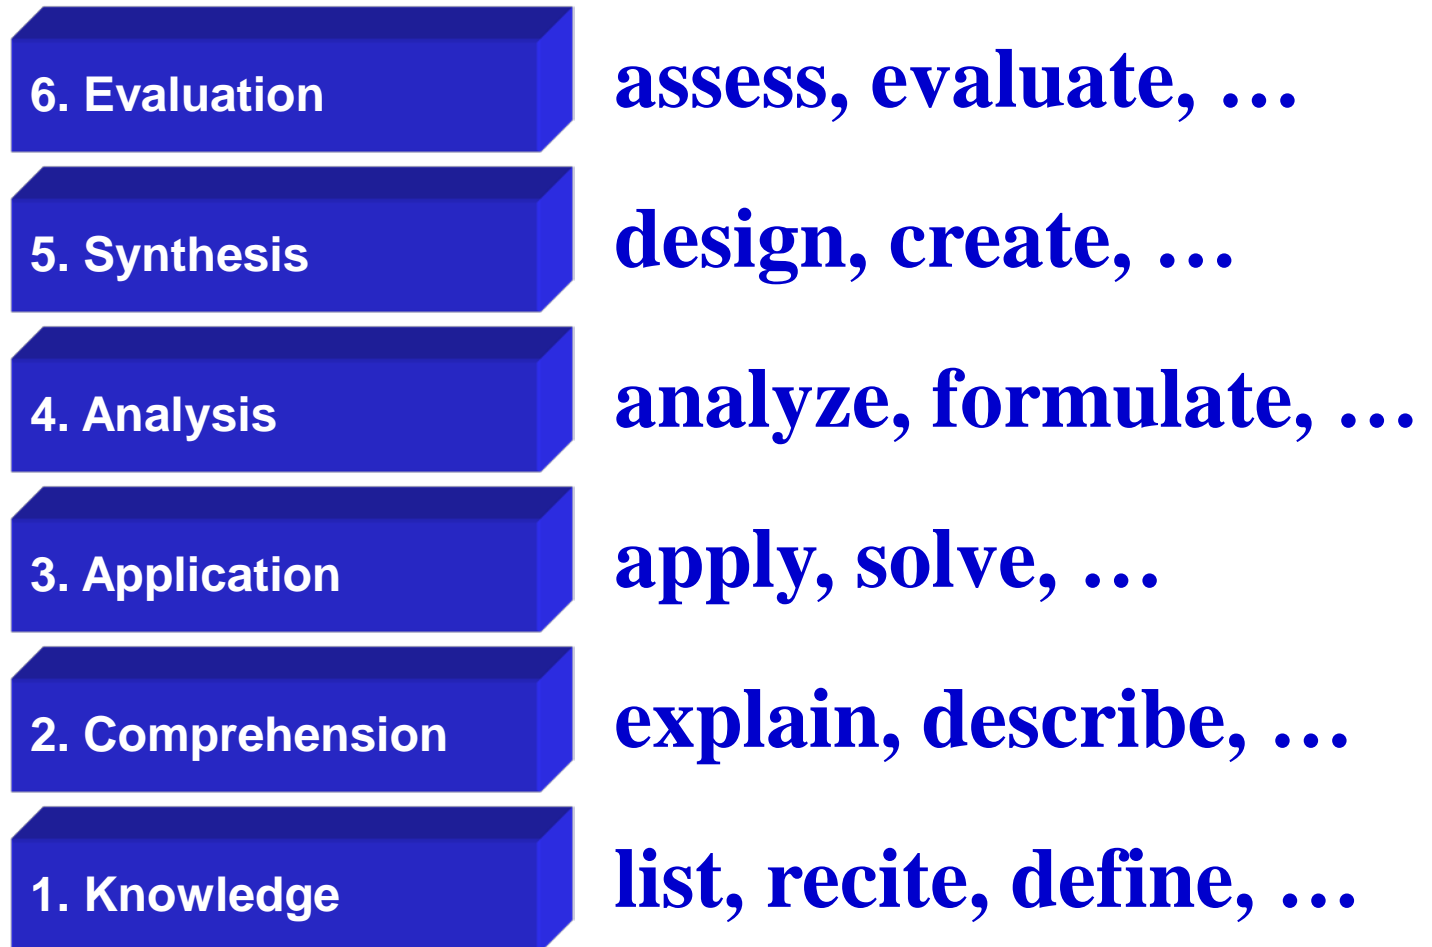 6. Evaluation
assess, evaluate, …
5. Synthesis
design, create, …
4. Analysis
analyze, formulate, …
3. Application
apply, solve, …
2. Comprehension
explain, describe, …
1. Knowledge
list, recite, define, …